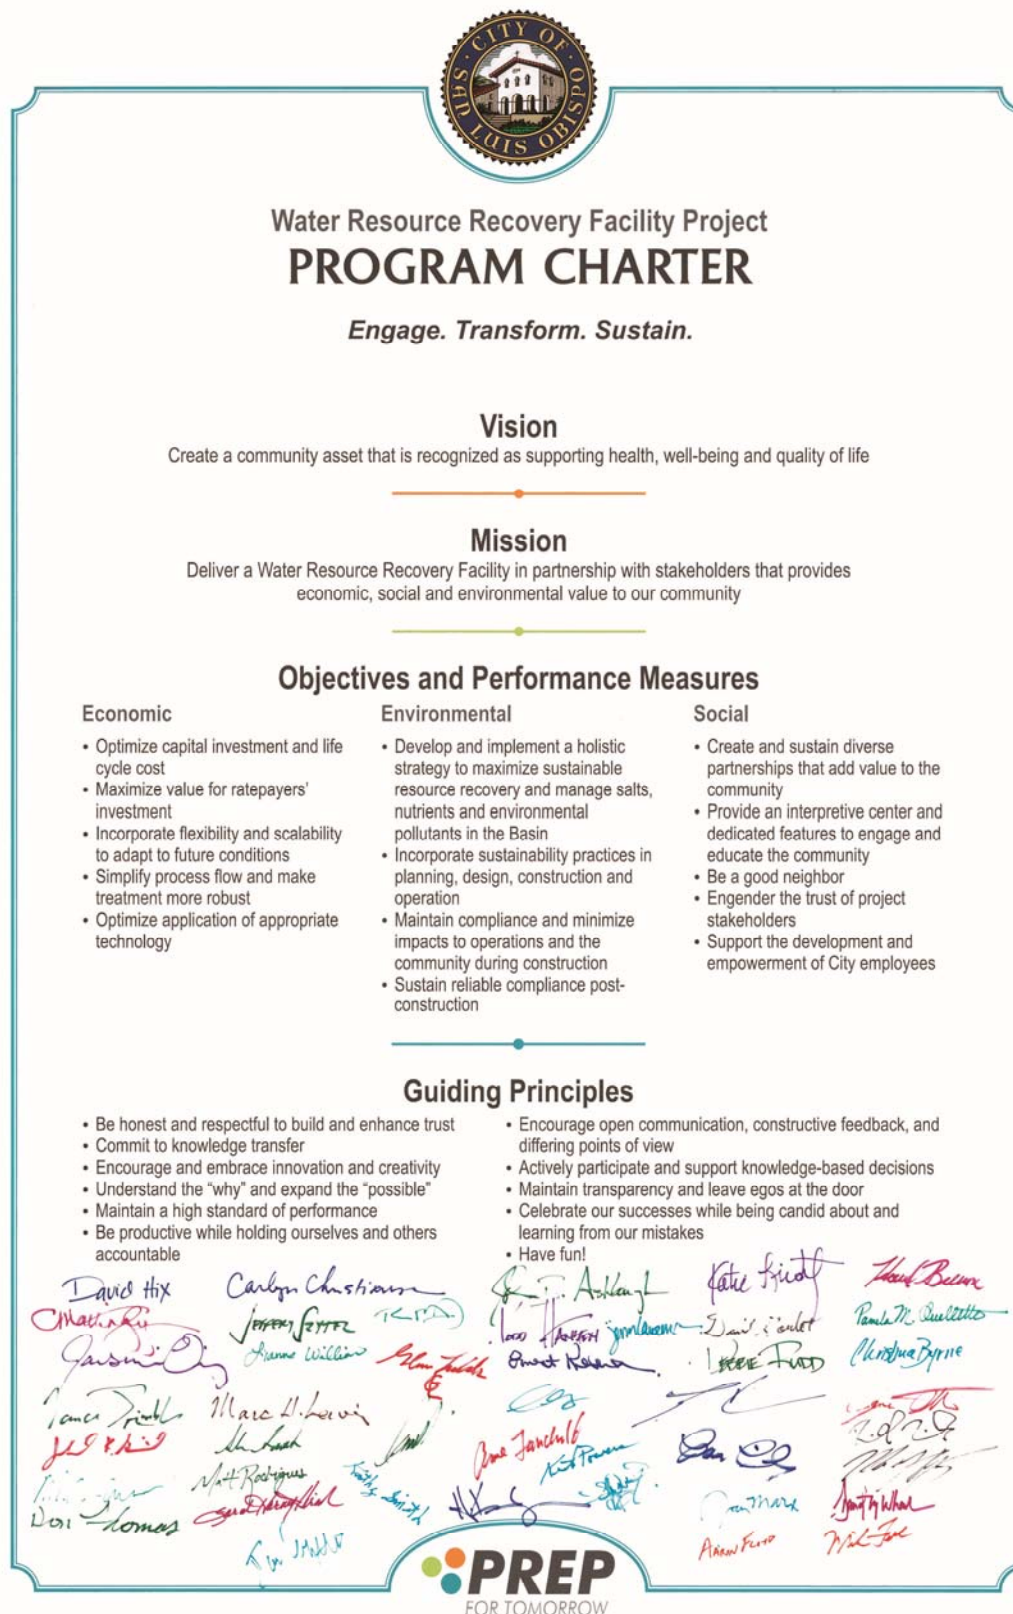 CITY OF
SAN LUIS OBISPO
Water Resource Recovery Facility Project
PROGRAM CHARTER
Engage. Transform. Sustain.
Vision
Create a community asset that is recognized as supporting health, well-being and quality of life
Mission
Deliver a Water Resource Recovery Facility in partnership with stakeholders that provides
economic, social and environmental value to our community
Objectives and Performance Measures
Economic
• Optimize capital investment and life
cycle cost
• Maximize value for ratepayers'
investment
• Incorporate flexibility and scalability
to adapt to future conditions
• Simplify process flow and make
treatment more robust
• Optimize application of appropriate
technology
Environmental
• Develop and implement a holistic
strategy to maximize sustainable
resource recovery and manage salts,
nutrients and environmental
pollutants in the Basin
• Incorporate sustainability practices in
planning, design, construction and
operation
• Maintain compliance and minimize
impacts to operations and the
community during construction
• Sustain reliable compliance post-
construction
Social
• Create and sustain diverse
partnerships that add value to the
community
• Provide an interpretive center and
dedicated features to engage and
educate the community
• Be a good neighbor
• Engender the trust of project
stakeholders
• Support the development and
empowerment of City employees
Guiding Principles
• Be honest and respectful to build and enhance trust
• Commit to knowledge transfer
• Encourage and embrace innovation and creativity
• Understand the “why” and expand the “possible”
• Maintain a high standard of performance
• Be productive while holding ourselves and others
accountable
• Encourage open communication, constructive feedback, and
differing points of view
• Actively participate and support knowledge-based decisions
• Maintain transparency and leave egos at the door
• Celebrate our successes while being candid about and
learning from our mistakes
• Have fun!
David Hix
Carlyn Christianson
Ashbaugh
Katie
Pamela M. Ouellette
Christina Byrne
Lianne William
Marc H.
Matt Rodrigues
Don Thomas
Jan Marx
Aaron Floyd
PREP
FOR TOMORROW